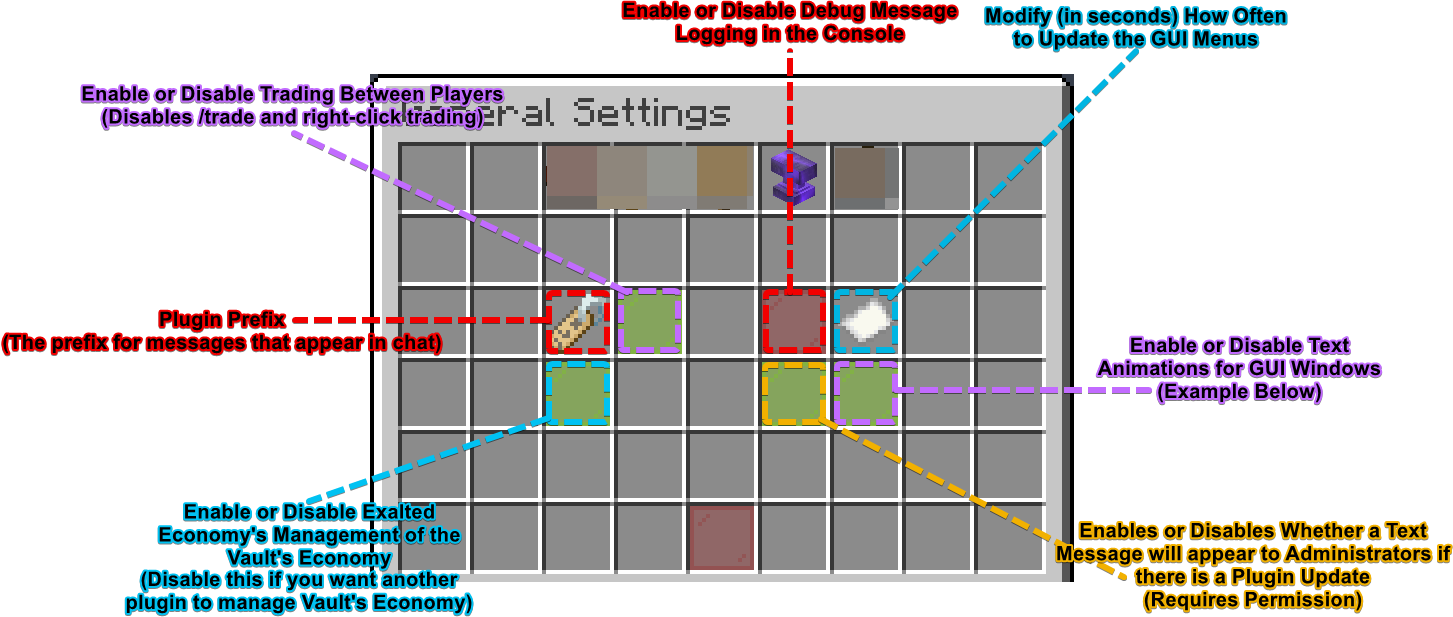 Enable or Disable Debug Message
Logging in the Console
Modify (in seconds) How Often
to Update the GUI Menus
Enable or Disable Trading Between Players
(Disables /trade and right-click trading)
General Settings
Plugin Prefix
(The prefix for messages that appear in chat)
Enable or Disable Text
Animations for GUI Windows
(Example Below)
Enable or Disable Exalted
Economy's Management of the
Vault's Economy
(Disable this if you want another
plugin to manage Vault's Economy)
Enables or Disables Whether a Text
Message will appear to Administrators if
there is a Plugin Update
(Requires Permission)